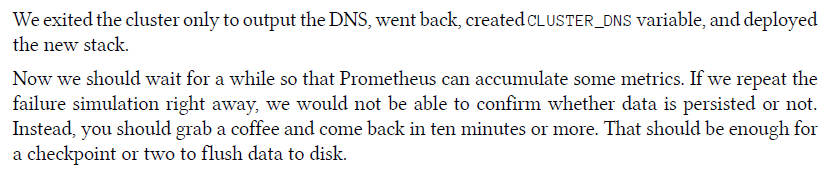 We exited the cluster only to output the DNS, went back, created CLUSTER_DNS variable, and deployed
the new stack.
Now we should wait for a while so that Prometheus can accumulate some metrics. If we repeat the
failure simulation right away, we would not be able to confirm whether data is persisted or not.
Instead, you should grab a coffee and come back in ten minutes or more. That should be enough for
a checkpoint or two to flush data to disk.